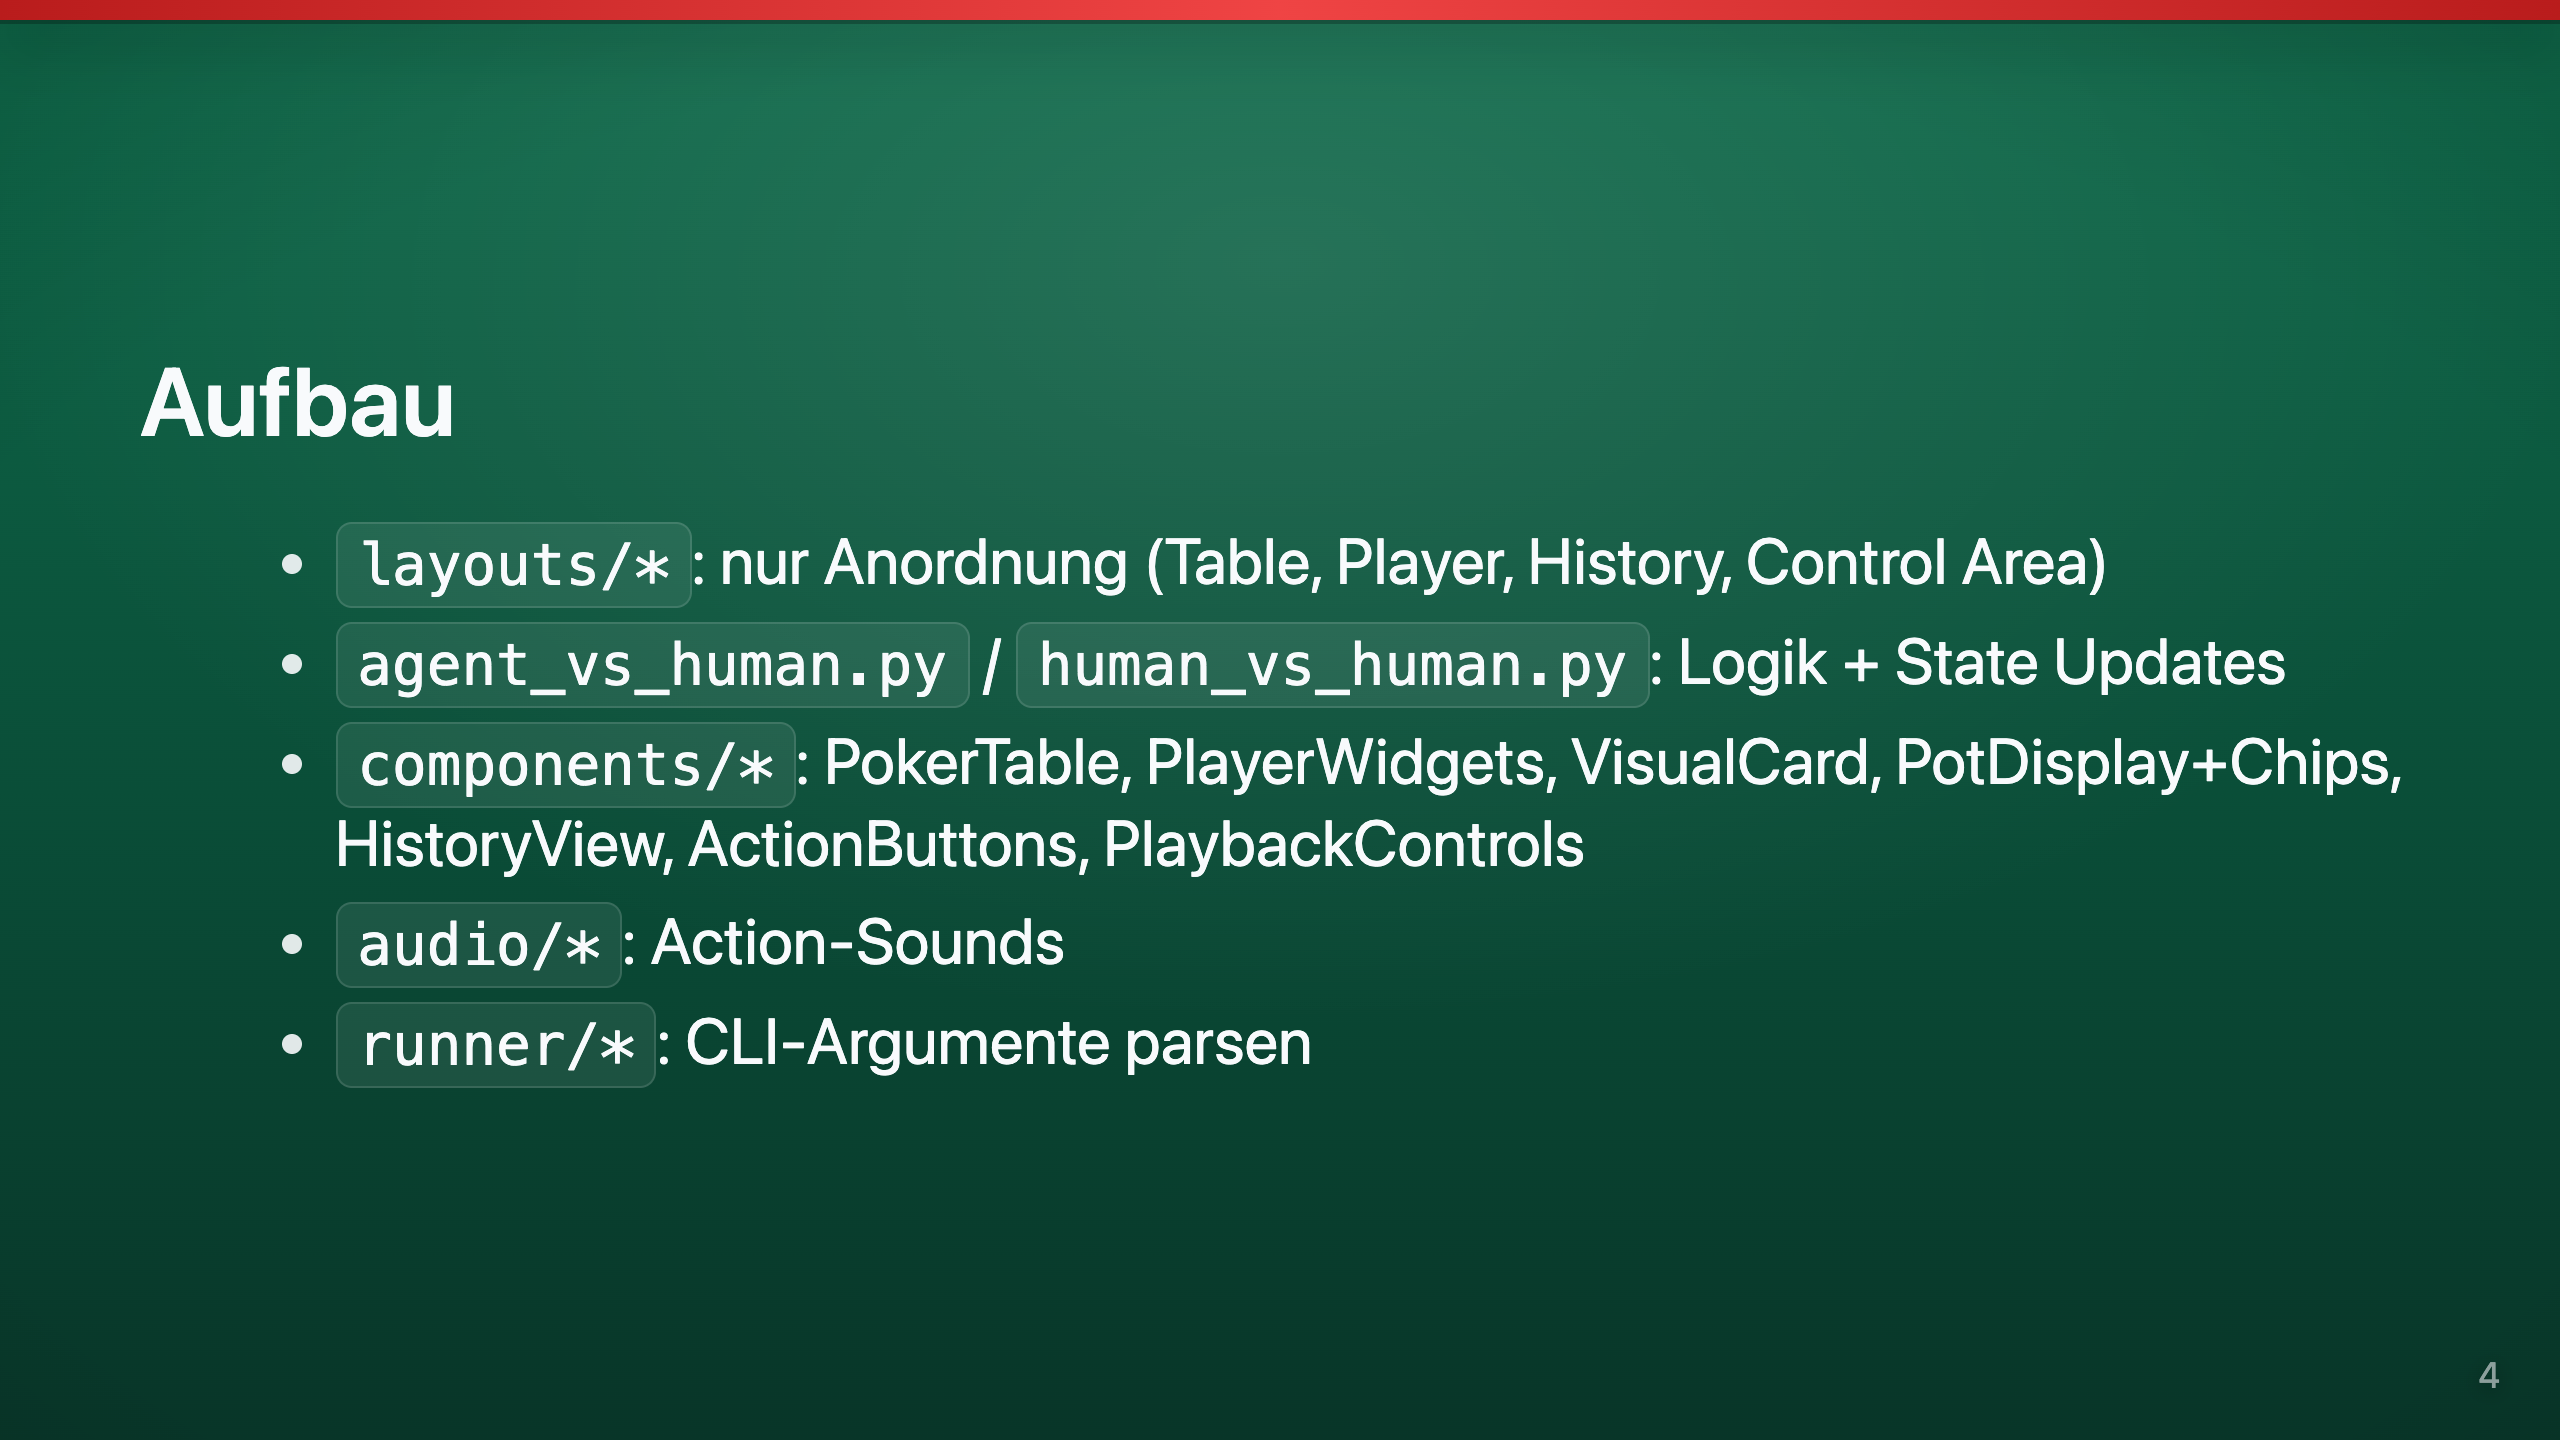 Aufbau
• layouts/*: nur Anordnung (Table, Player, History, Control Area)
• agent_vs_human.py / human_vs_human.py: Logik + State Updates
• components/*: PokerTable, PlayerWidgets, VisualCard, PotDisplay+Chips,
HistoryView, ActionButtons, PlaybackControls
• audio/*: Action-Sounds
• runner/*: CLI-Argumente parsen
4